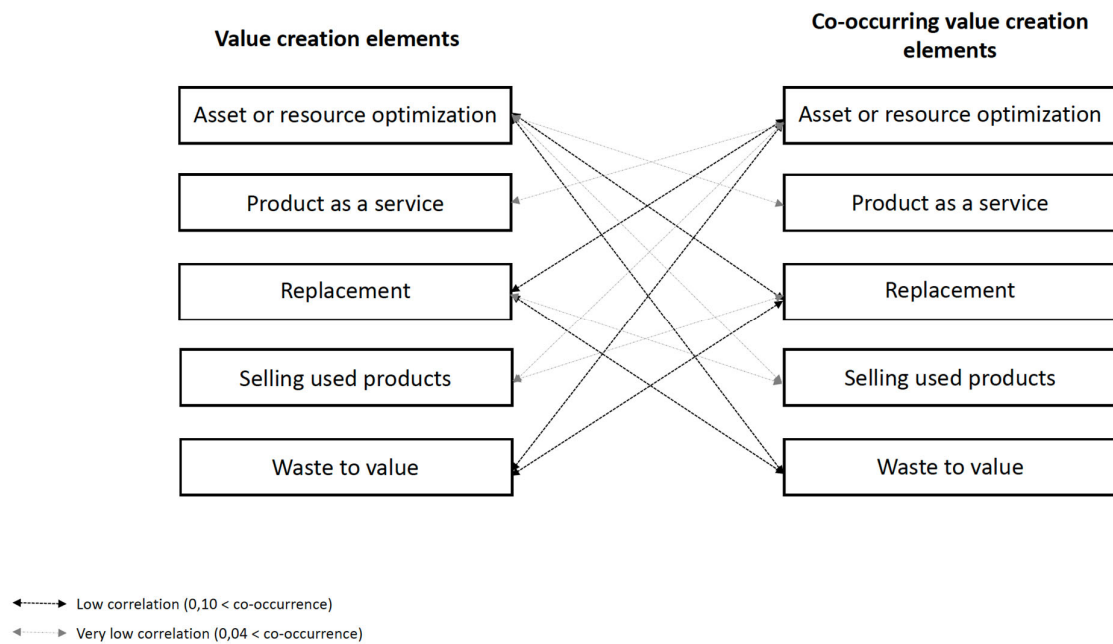 Value creation elements
Co-occurring value creation
elements
Asset or resource optimization
Asset or resource optimization
Product as a service
Product as a service
Replacement
Replacement
Selling used products
Selling used products
Waste to value
Waste to value
Low correlation (0,10 < co-occurrence)
Very low correlation (0,04 < co-occurrence)